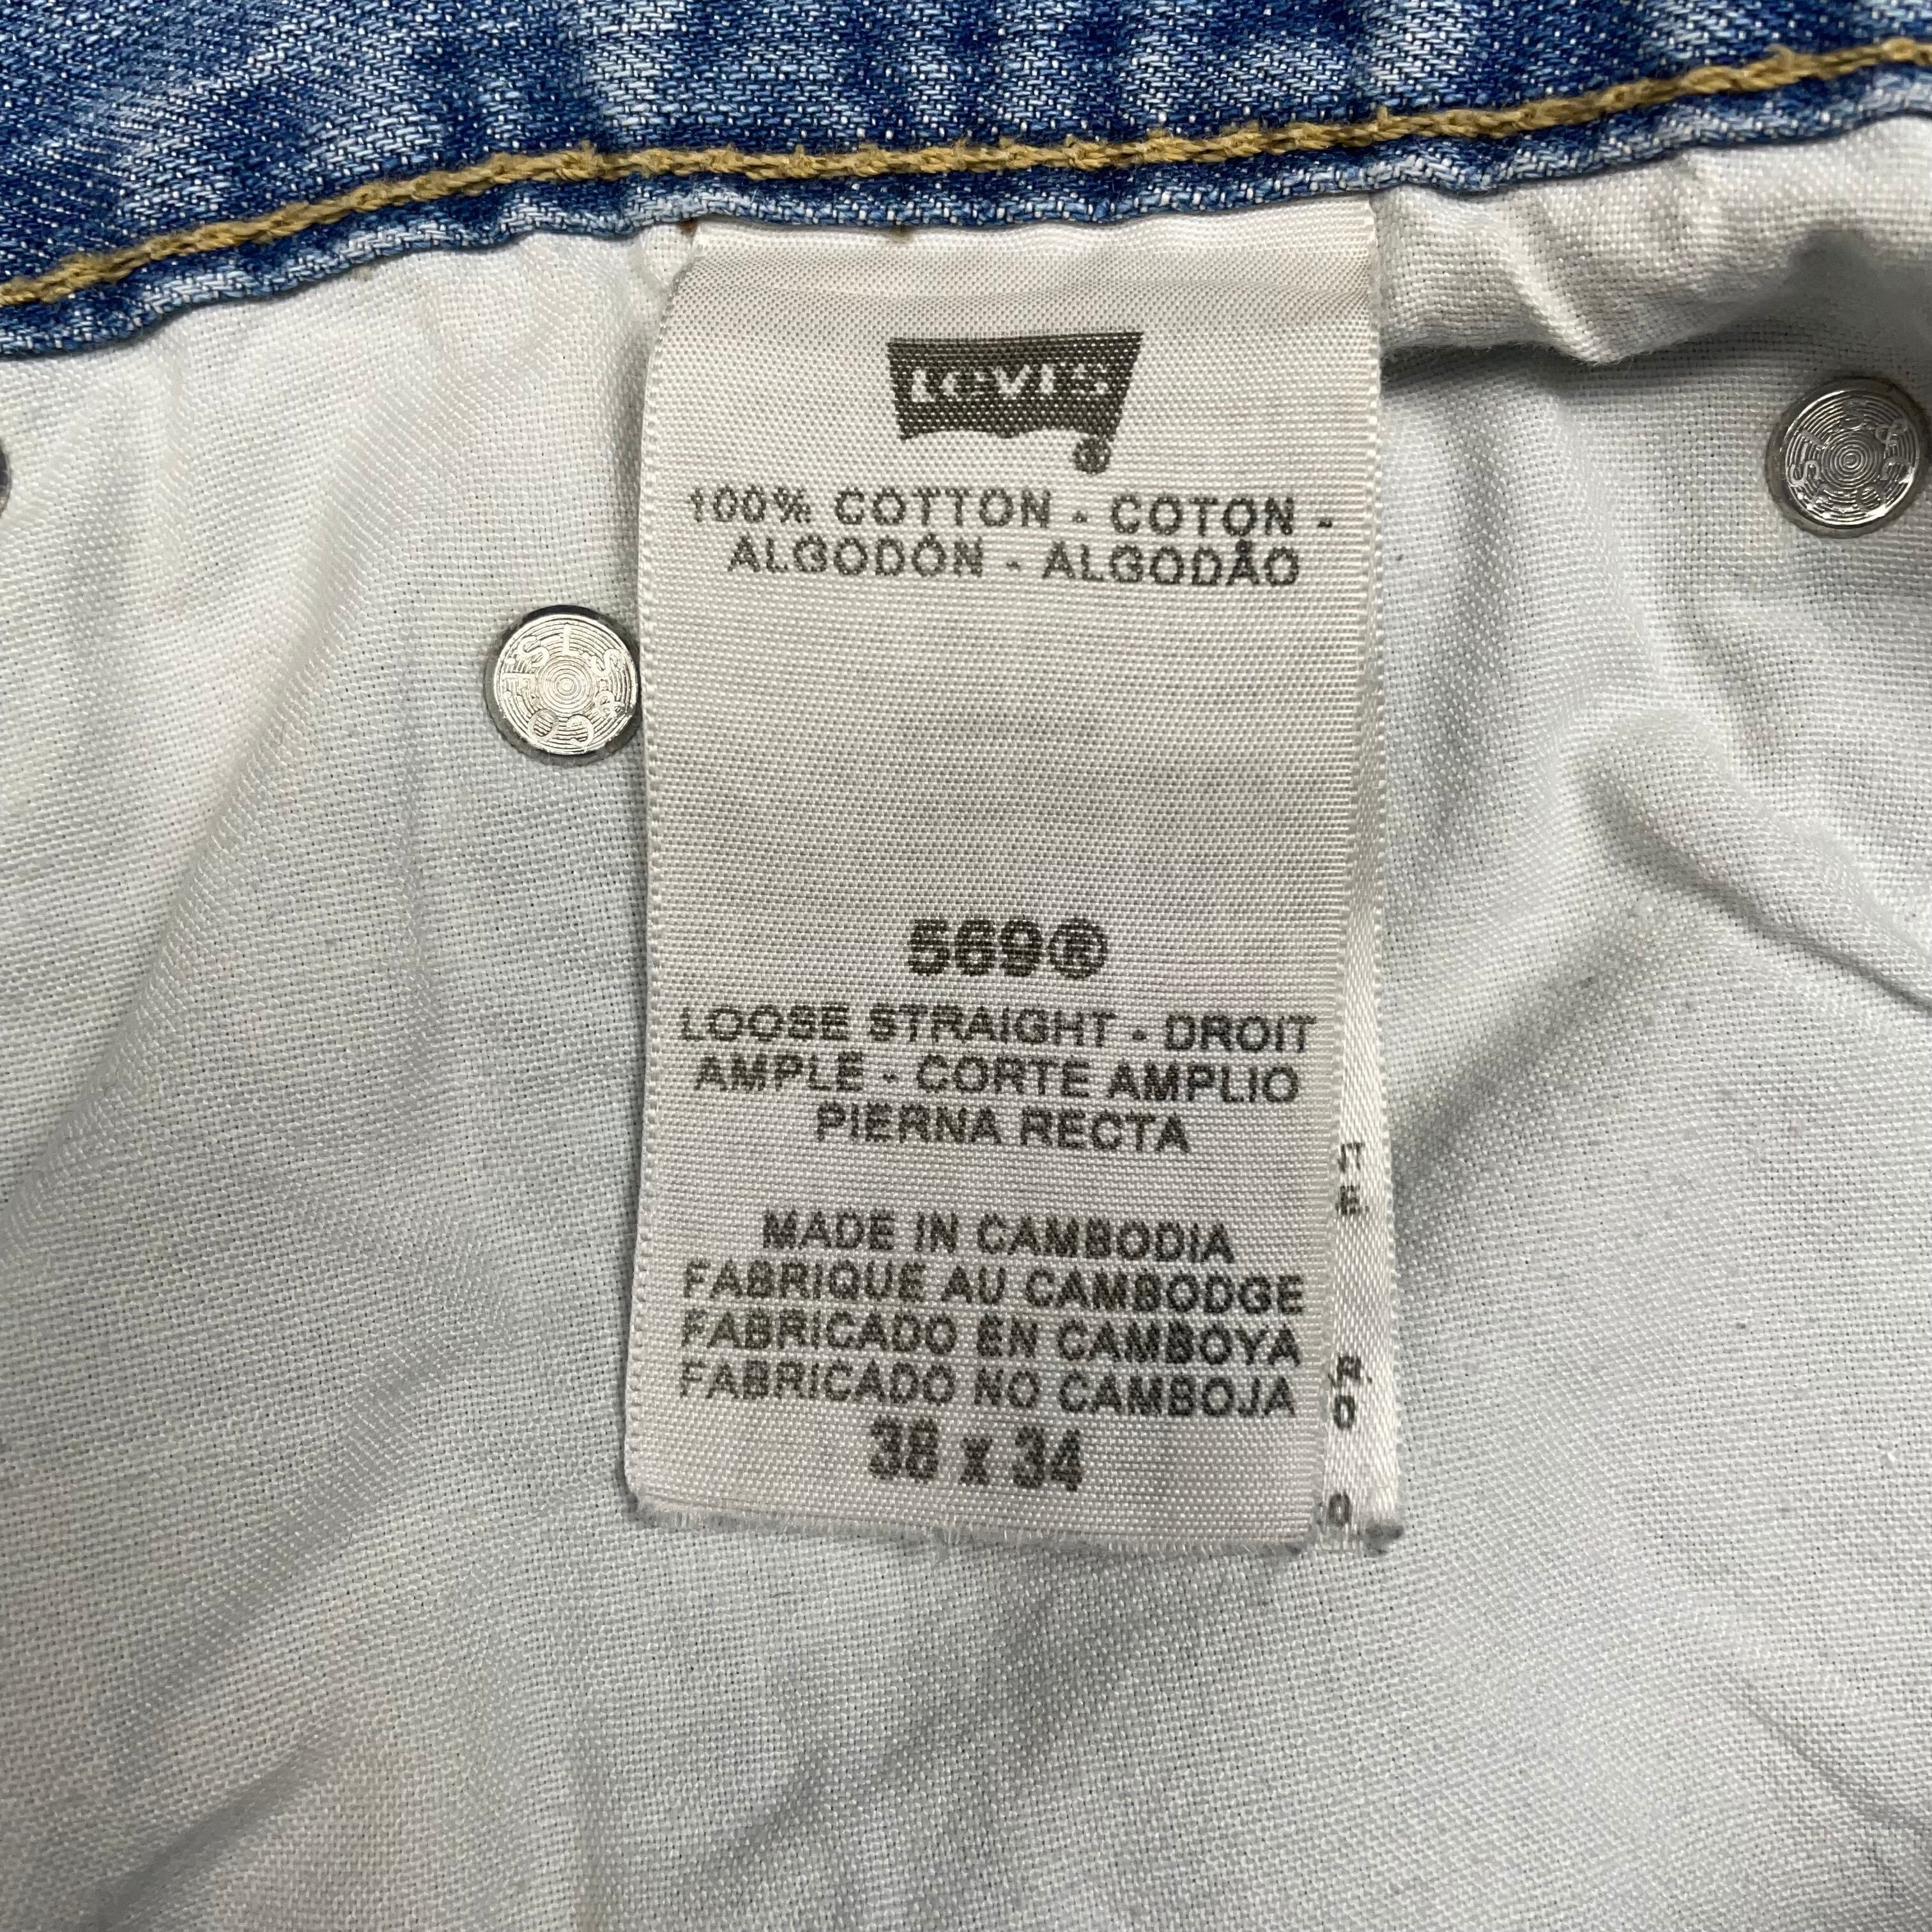 Levi's®
100% COTTON - COTON -
ALGODÓN - ALGODÃO
569®
LOOSE STRAIGHT - DROIT
AMPLE - CORTE AMPLIO
PIERNA RECTA
MADE IN CAMBODIA
FABRIQUE AU CAMBODGE
FABRICADO EN CAMBOYA
FABRICADO NO CAMBOJA
38 x 34